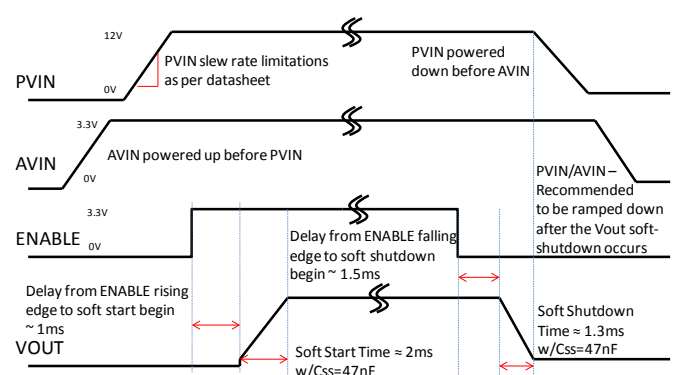 12V
PVIN
0V
PVIN slew rate limitations
as per datasheet
PVIN powered
down before AVIN
3.3V
AVIN
0V
AVIN powered up before PVIN
PVIN/AVIN –
Recommended
to be ramped down
after the Vout soft-
shutdown occurs
3.3V
ENABLE
0V
Delay from ENABLE falling
edge to soft shutdown
begin ~ 1.5ms
Delay from ENABLE rising
edge to soft start begin
~ 1ms
VOUT
Soft Start Time ≈ 2ms
w/Css=47nF
Soft Shutdown
Time ≈ 1.3ms
w/Css=47nF